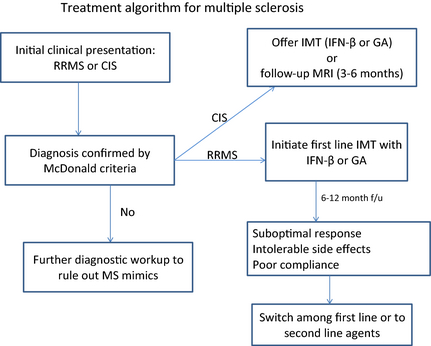 Treatment algorithm for multiple sclerosis
Initial clinical presentation:
RRMS or CIS
Offer IMT (IFN-β or GA)
or
follow-up MRI (3-6 months)
CIS
Diagnosis confirmed by
McDonald criteria
RRMS
Initiate first line IMT with
IFN-β or GA
No
6-12 month f/u
Further diagnostic workup to
rule out MS mimics
Suboptimal response
Intolerable side effects
Poor compliance
Switch among first line or to
second line agents